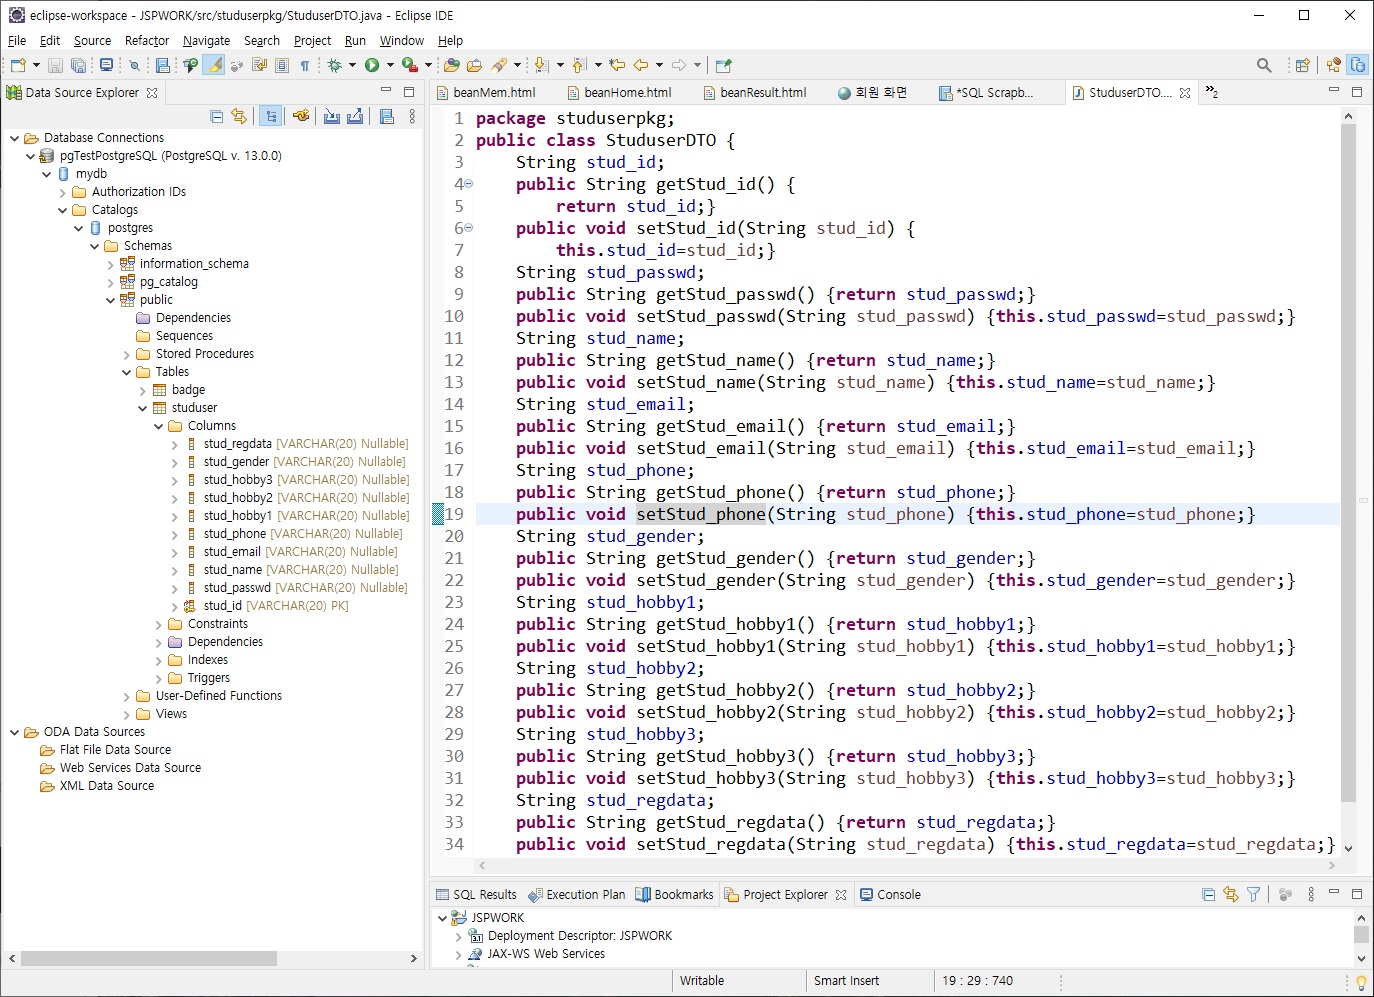 eclipse-workspace - JSPWORK/src/studuserpkg/StuduserDTO.java - Eclipse IDE
File Edit Source Refactor Navigate Search Project Run Window Help
Data Source Explorer
Database Connections
pgTestPostgreSQL (PostgreSQL v. 13.0.0)
mydb
Authorization IDs
Catalogs
postgres
Schemas
information_schema
pg_catalog
public
Dependencies
Sequences
Stored Procedures
Tables
badge
studuser
Columns
stud_regdata [VARCHAR(20) Nullable]
stud_gender [VARCHAR(20) Nullable]
stud_hobby3 [VARCHAR(20) Nullable]
stud_hobby2 [VARCHAR(20) Nullable]
stud_hobby1 [VARCHAR(20) Nullable]
stud_phone [VARCHAR(20) Nullable]
stud_email [VARCHAR(20) Nullable]
stud_name [VARCHAR(20) Nullable]
stud_passwd [VARCHAR(20) Nullable]
stud_id [VARCHAR(20) PK]
Constraints
Dependencies
Indexes
Triggers
User-Defined Functions
Views
ODA Data Sources
Flat File Data Source
Web Services Data Source
XML Data Source
beanMem.html beanHome.html beanResult.html 회원 화면 *SQL Scrapb... StuduserDTO.... »2
1 package studuserpkg;
2 public class StuduserDTO {
3 String stud_id;
4 public String getStud_id() {
5 return stud_id;}
6 public void setStud_id(String stud_id) {
7 this.stud_id=stud_id;}
8 String stud_passwd;
9 public String getStud_passwd() {return stud_passwd;}
10 public void setStud_passwd(String stud_passwd) {this.stud_passwd=stud_passwd;}
11 String stud_name;
12 public String getStud_name() {return stud_name;}
13 public void setStud_name(String stud_name) {this.stud_name=stud_name;}
14 String stud_email;
15 public String getStud_email() {return stud_email;}
16 public void setStud_email(String stud_email) {this.stud_email=stud_email;}
17 String stud_phone;
18 public String getStud_phone() {return stud_phone;}
19 public void setStud_phone(String stud_phone) {this.stud_phone=stud_phone;}
20 String stud_gender;
21 public String getStud_gender() {return stud_gender;}
22 public void setStud_gender(String stud_gender) {this.stud_gender=stud_gender;}
23 String stud_hobby1;
24 public String getStud_hobby1() {return stud_hobby1;}
25 public void setStud_hobby1(String stud_hobby1) {this.stud_hobby1=stud_hobby1;}
26 String stud_hobby2;
27 public String getStud_hobby2() {return stud_hobby2;}
28 public void setStud_hobby2(String stud_hobby2) {this.stud_hobby2=stud_hobby2;}
29 String stud_hobby3;
30 public String getStud_hobby3() {return stud_hobby3;}
31 public void setStud_hobby3(String stud_hobby3) {this.stud_hobby3=stud_hobby3;}
32 String stud_regdata;
33 public String getStud_regdata() {return stud_regdata;}
34 public void setStud_regdata(String stud_regdata) {this.stud_regdata=stud_regdata;}
SQL Results Execution Plan Bookmarks Project Explorer Console
JSPWORK
Deployment Descriptor: JSPWORK
JAX-WS Web Services
Writable Smart Insert 19 : 29 : 740